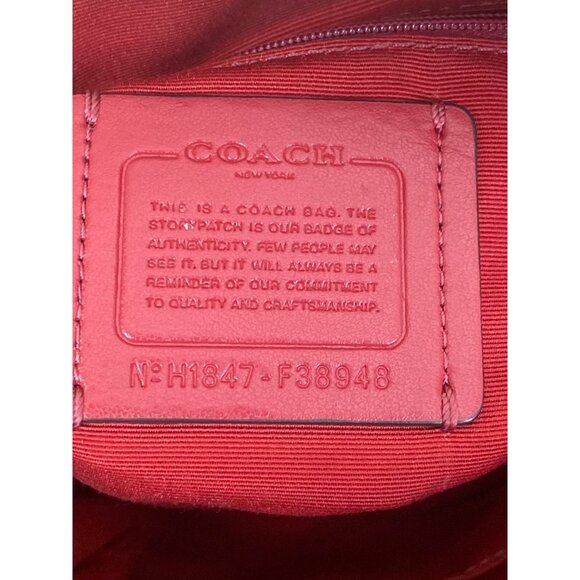 COACH
NEW YORK
THIS IS A COACH BAG. THE
STORYPATCH IS OUR BADGE OF
AUTHENTICITY. FEW PEOPLE MAY
SEE IT. BUT IT WILL ALWAYS BE A
REMINDER OF OUR COMMITMENT
TO QUALITY AND CRAFTSMANSHIP.
Nº H1847-F38948